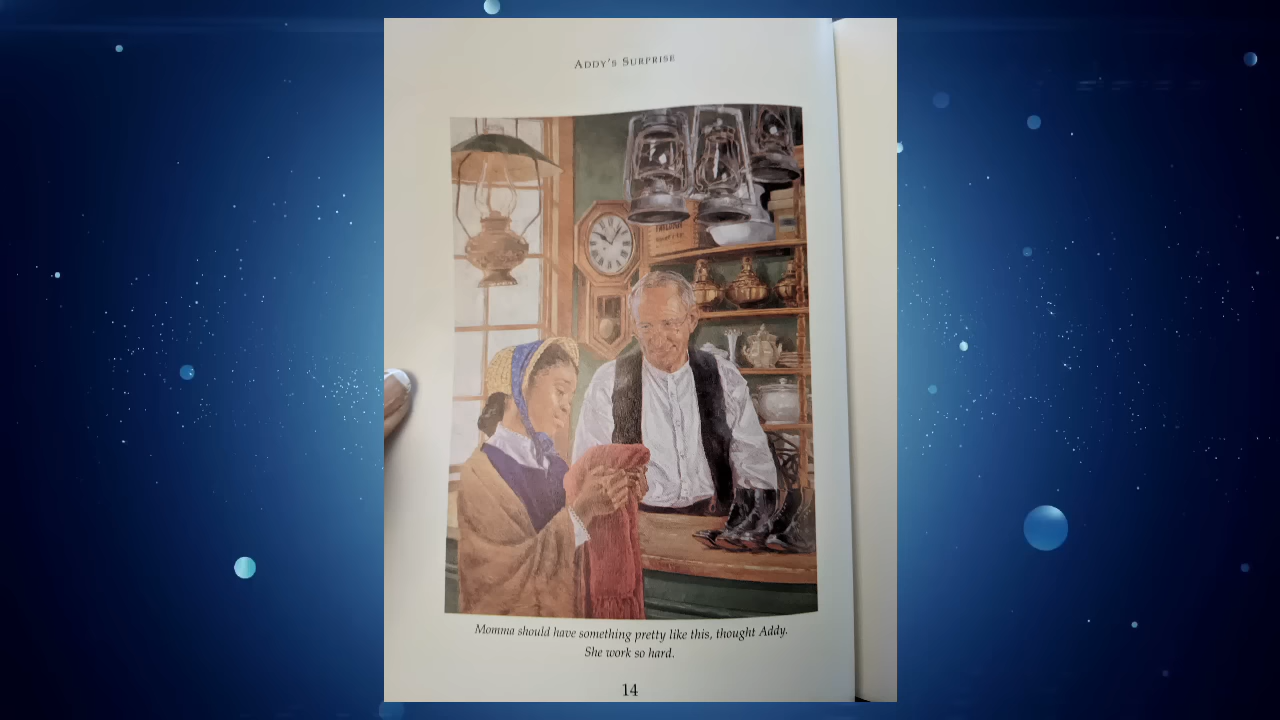 ADDY'S SURPRISE
Momma should have something pretty like this, thought Addy.
She work so hard.
14